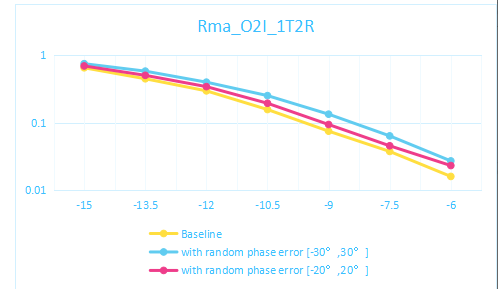 Rma_O2I_1T2R
1
0.1
0.01
-15 -13.5 -12 -10.5 -9 -7.5 -6
Baseline
with random phase error [-30°,30°]
with random phase error [-20°,20°]